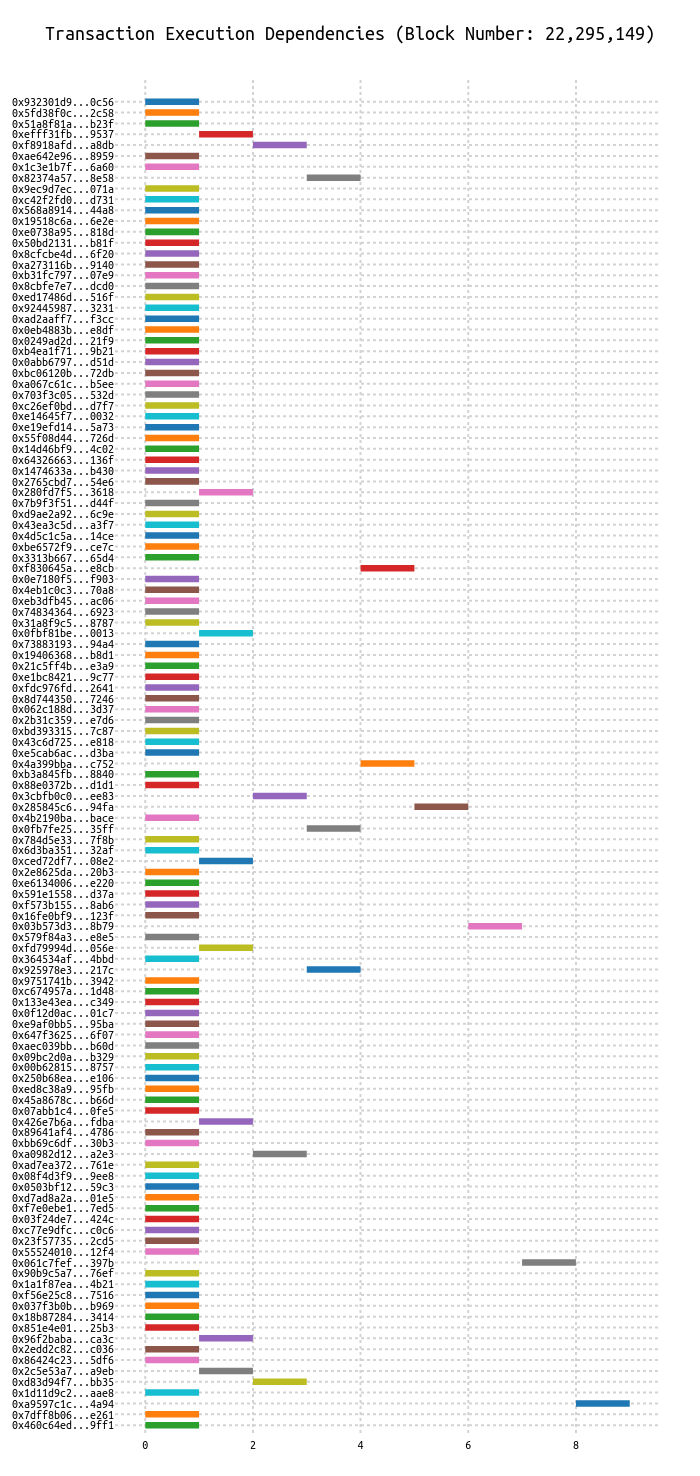 Transaction Execution Dependencies (Block Number: 22,295,149)
0x932301d9...0c56
0x5fd38f0c...2c58
0x51a8f81a...b23f
0xefff31fb...9537
0xf8918afd...a8db
0xae642e96...8959
0x1c3e1b7f...6a60
0x82374a57...8e58
0x9ec9d7ec...071a
0xc42f2fd0...d731
0x568a8914...44a8
0x19518c6a...6e2e
0xe0738a95...818d
0x50bd2131...b81f
0x8cfcbe4d...6f20
0xa273116b...9140
0xb31fc797...07e9
0x8cbfe7e7...dcd0
0xed17486d...516f
0x92445987...3231
0xad2aaff7...f3cc
0x0eb4883b...e8df
0x0249ad2d...21f9
0xb4ea1f71...9b21
0x0abb6797...d51d
0xbc06120b...72db
0xa067c61c...b5ee
0x703f3c05...532d
0xc26ef0bd...d7f7
0xe14645f7...0032
0xe19efd14...5a73
0x55f08d44...726d
0x14d46bf9...4c02
0x64326663...136f
0x1474633a...b430
0x2765cbd7...54e6
0x280fd7f5...3618
0x7b9f3f51...d44f
0xd9ae2a92...6c9e
0x43ea3c5d...a3f7
0x4d5c1c5a...14ce
0xbe6572f9...ce7c
0x3313b667...65d4
0xf830645a...e8cb
0x0e7180f5...f903
0x4eb1c0c3...70a8
0xeb3dfb45...ac06
0x74834364...6923
0x31a8f9c5...8787
0x0fbf81be...0013
0x73883193...94a4
0x19406368...b8d1
0x21c5ff4b...e3a9
0xe1bc8421...9c77
0xfdc976fd...2641
0x8d744350...7246
0x062c188d...3d37
0x2b31c359...e7d6
0xbd393315...7c87
0x43c6d725...e818
0xe5cab6ac...d3ba
0x4a399bba...c752
0xb3a845fb...8840
0x88e0372b...d1d1
0x3cbfb0c0...ee83
0x285845c6...94fa
0x4b2190ba...bace
0x0fb7fe25...35ff
0x784d5e33...7f8b
0x6d3ba351...32af
0xced72df7...08e2
0x2e8625da...20b3
0xe6134006...e220
0x591e1558...d37a
0xf573b155...8ab6
0x16fe0bf9...123f
0x03b573d3...8b79
0x579f84a3...e8e5
0xfd79994d...056e
0x364534af...4bbd
0x925978e3...217c
0x9751741b...3942
0xc674957a...1d48
0x133e43ea...c349
0x0f12d0ac...01c7
0xe9af0bb5...95ba
0x647f3625...6f07
0xaec039bb...b60d
0x09bc2d0a...b329
0x00b62815...8757
0x250b68ea...e106
0xed8c38a9...95fb
0x45a8678c...b66d
0x07abb1c4...0fe5
0x426e7b6a...fdba
0x89641af4...4786
0xbb69c6df...30b3
0xa0982d12...a2e3
0xad7ea372...761e
0x08f4d3f9...9ee8
0x0503bf12...59c3
0xd7ad8a2a...01e5
0xf7e0ebe1...7ed5
0x03f24de7...424c
0xc77e9dfc...c0c6
0x23f57735...2cd5
0x55524010...12f4
0x061c7fef...397b
0x90b9c5a7...76ef
0x1a1f87ea...4b21
0xf56e25c8...7516
0x037f3b0b...b969
0x18b87284...3414
0x851e4e01...25b3
0x96f2baba...ca3c
0x2edd2c82...c036
0x86424c23...5df6
0x2c5e53a7...a9eb
0xd83d94f7...bb35
0x1d11d9c2...aae8
0xa9597c1c...4a94
0x7dff8b06...e261
0x460c64ed...9ff1
0 2 4 6 8